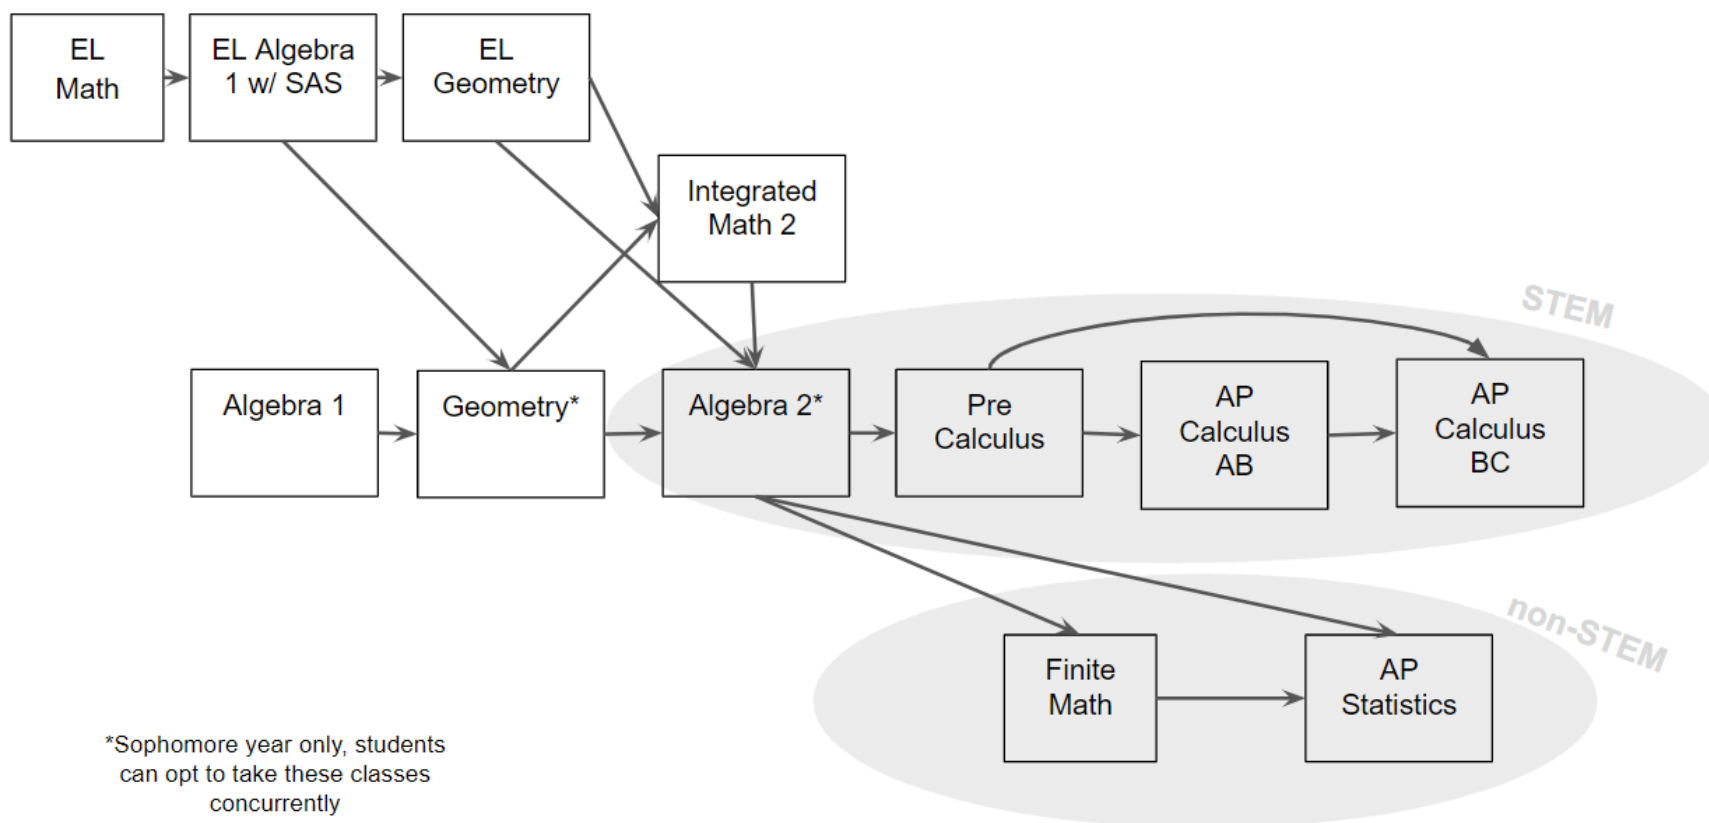 EL
Math
EL Algebra
1 w/ SAS
EL
Geometry
Integrated
Math 2
STEM
Algebra 1
Geometry*
Algebra 2*
Pre
Calculus
AP
Calculus
AB
AP
Calculus
BC
non-STEM
Finite
Math
AP
Statistics
*Sophomore year only, students
can opt to take these classes
concurrently